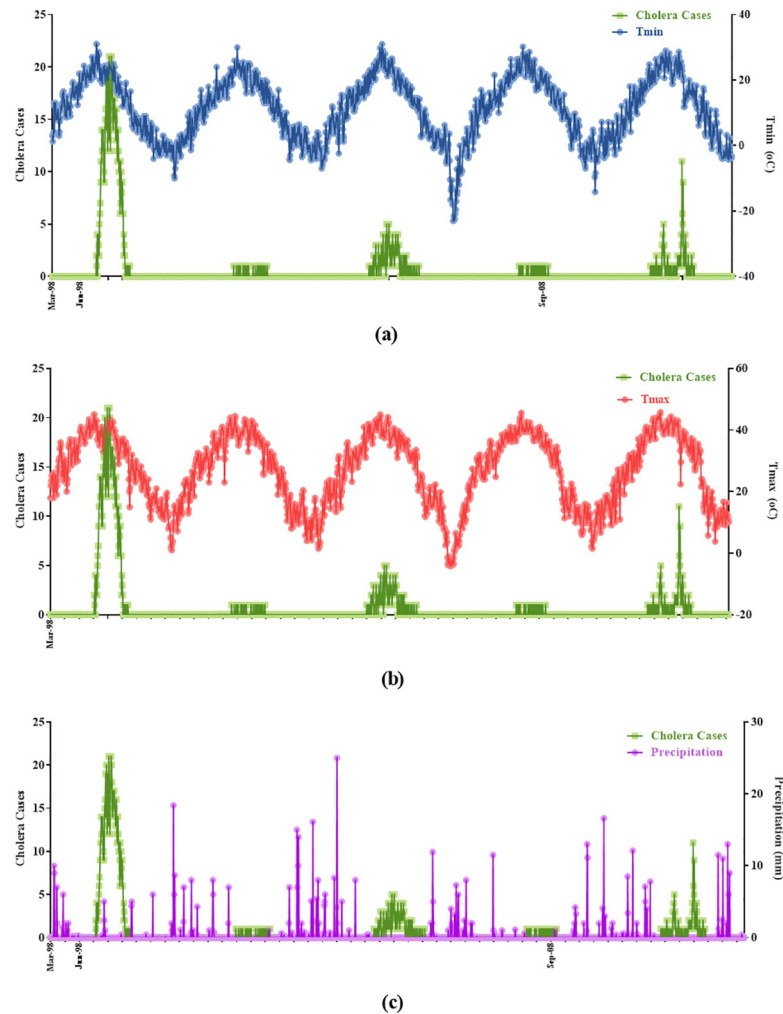 Cholera Cases
Tmin
25
20
15
10
5
0
Cholera Cases
40
20
0
-20
-40
Tmin (oC)
Mar-98
Jun-98
Sep-08
(a)
Cholera Cases
Tmax
25
20
15
10
5
0
Cholera Cases
60
40
20
0
-20
Tmax (oC)
Mar-98
(b)
Cholera Cases
Precipitation
25
20
15
10
5
0
Cholera Cases
30
20
10
0
Precipitation (mm)
Mar-98
Jun-98
Sep-08
(c)